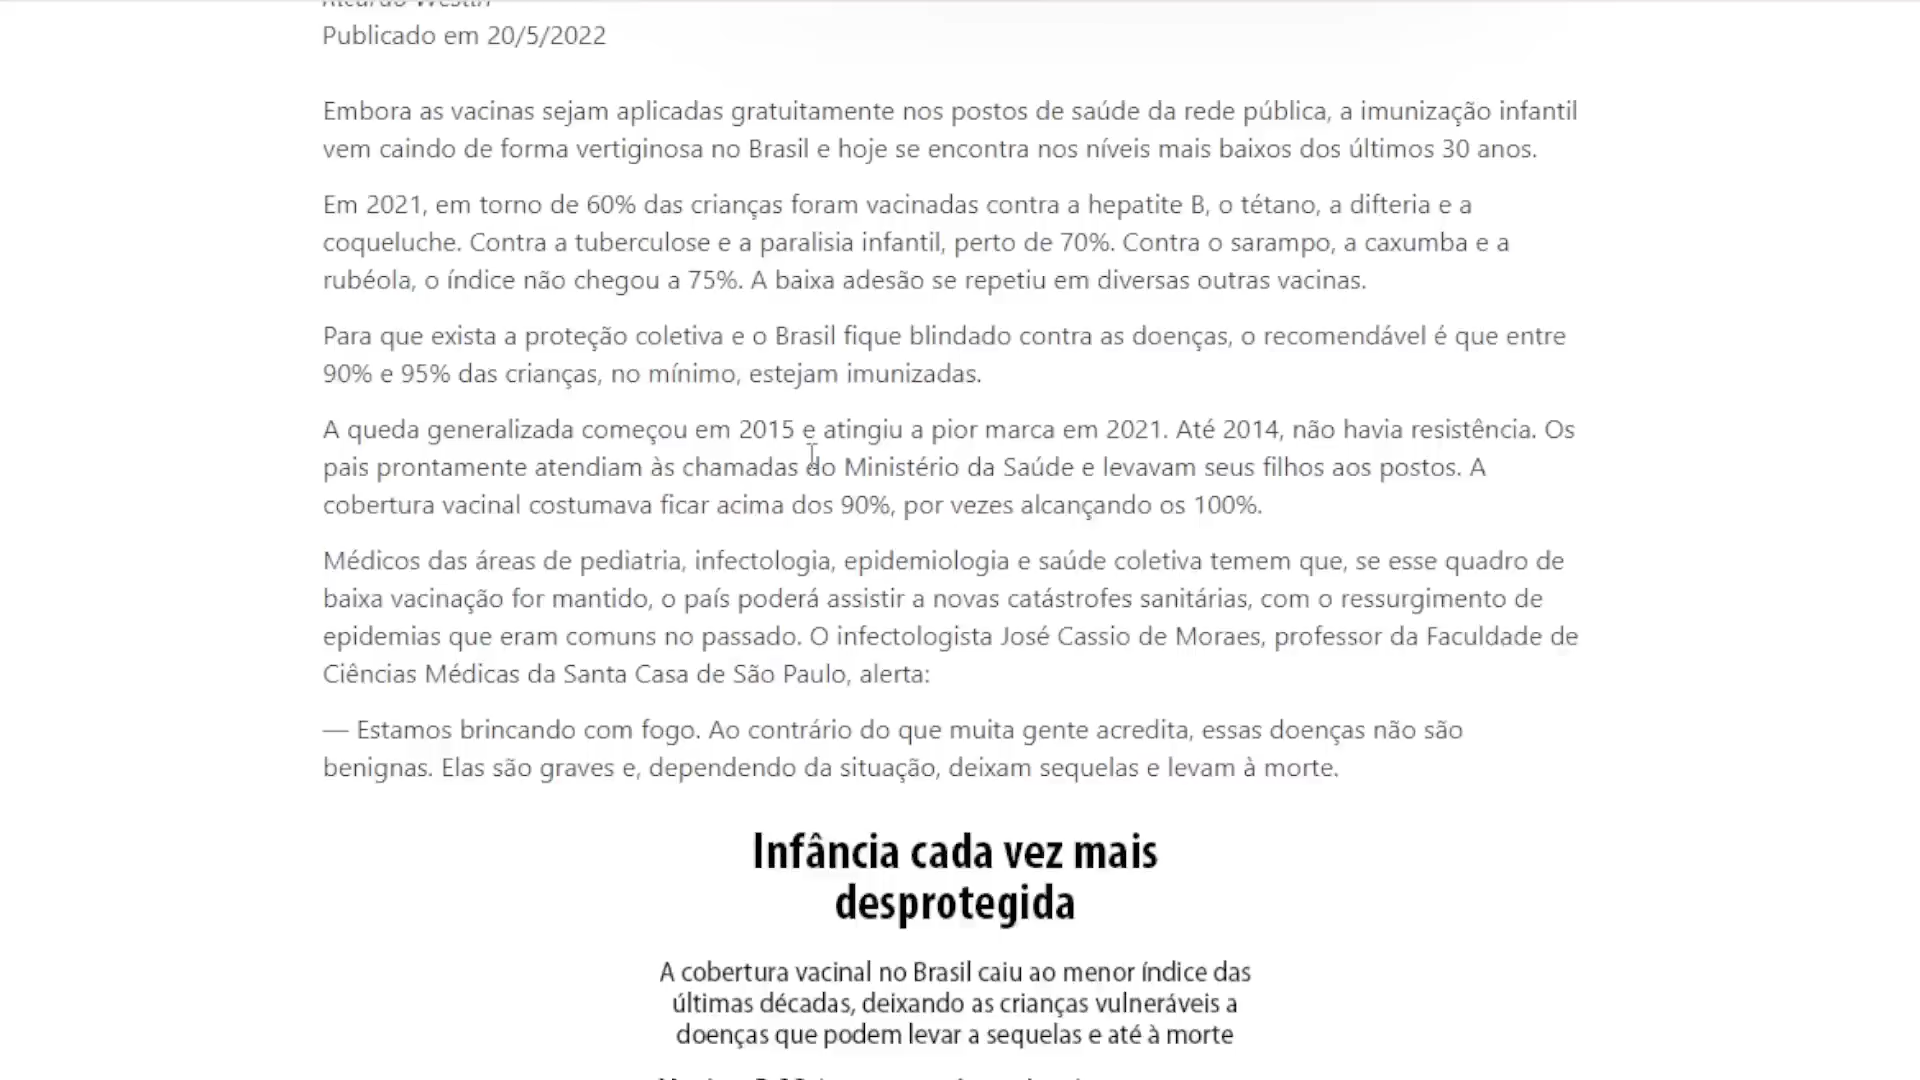 Ricardo Westin
Publicado em 20/5/2022
Embora as vacinas sejam aplicadas gratuitamente nos postos de saúde da rede pública, a imunização infantil
vem caindo de forma vertiginosa no Brasil e hoje se encontra nos níveis mais baixos dos últimos 30 anos.
Em 2021, em torno de 60% das crianças foram vacinadas contra a hepatite B, o tétano, a difteria e a
coqueluche. Contra a tuberculose e a paralisia infantil, perto de 70%. Contra o sarampo, a caxumba e a
rubéola, o índice não chegou a 75%. A baixa adesão se repetiu em diversas outras vacinas.
Para que exista a proteção coletiva e o Brasil fique blindado contra as doenças, o recomendável é que entre
90% e 95% das crianças, no mínimo, estejam imunizadas.
A queda generalizada começou em 2015 e atingiu a pior marca em 2021. Até 2014, não havia resistência. Os
pais prontamente atendiam às chamadas do Ministério da Saúde e levavam seus filhos aos postos. A
cobertura vacinal costumava ficar acima dos 90%, por vezes alcançando os 100%.
Médicos das áreas de pediatria, infectologia, epidemiologia e saúde coletiva temem que, se esse quadro de
baixa vacinação for mantido, o país poderá assistir a novas catástrofes sanitárias, com o ressurgimento de
epidemias que eram comuns no passado. O infectologista José Cassio de Moraes, professor da Faculdade de
Ciências Médicas da Santa Casa de São Paulo, alerta:
— Estamos brincando com fogo. Ao contrário do que muita gente acredita, essas doenças não são
benignas. Elas são graves e, dependendo da situação, deixam sequelas e levam à morte.
Infância cada vez mais
desprotegida
A cobertura vacinal no Brasil caiu ao menor índice das
últimas décadas, deixando as crianças vulneráveis a
doenças que podem levar a sequelas e até à morte